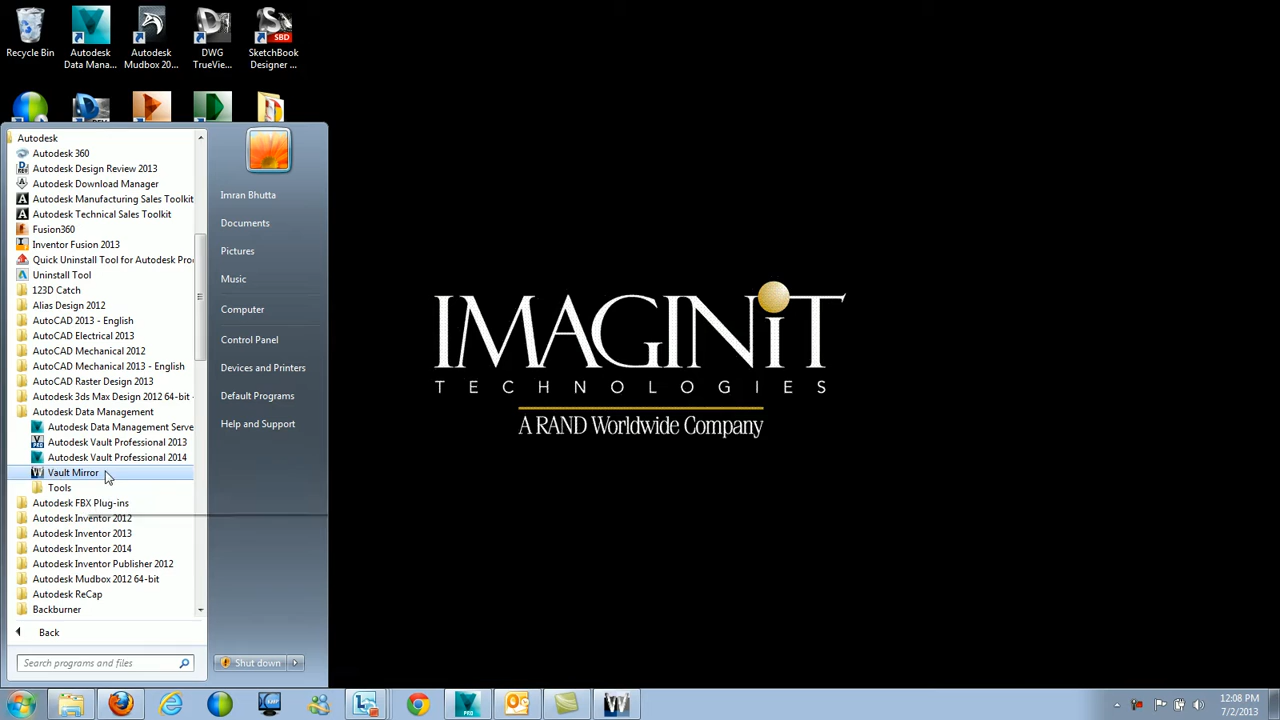 Recycle Bin
Autodesk Data Mana...
Autodesk Mudbox 20...
DWG TrueVie...
SketchBook Designer ...
SBD
Autodesk
Autodesk 360
Autodesk Design Review 2013
Autodesk Download Manager
Autodesk Manufacturing Sales Toolkit
Autodesk Technical Sales Toolkit
Fusion360
Inventor Fusion 2013
Quick Uninstall Tool for Autodesk Pro
Uninstall Tool
123D Catch
Alias Design 2012
AutoCAD 2013 - English
AutoCAD Electrical 2013
AutoCAD Mechanical 2012
AutoCAD Mechanical 2013 - English
AutoCAD Raster Design 2013
Autodesk 3ds Max Design 2012 64-bit -
Autodesk Data Management
Autodesk Data Management Serve
Autodesk Vault Professional 2013
Autodesk Vault Professional 2014
Vault Mirror
Tools
Autodesk FBX Plug-ins
Autodesk Inventor 2012
Autodesk Inventor 2013
Autodesk Inventor 2014
Autodesk Inventor Publisher 2012
Autodesk Mudbox 2012 64-bit
Autodesk ReCap
Backburner
Back
Search programs and files
Imran Bhutta
Documents
Pictures
Music
Computer
Control Panel
Devices and Printers
Default Programs
Help and Support
Shut down
IMAGINiT
TECHNOLOGIES
A RAND Worldwide Company
12:08 PM
7/2/2013